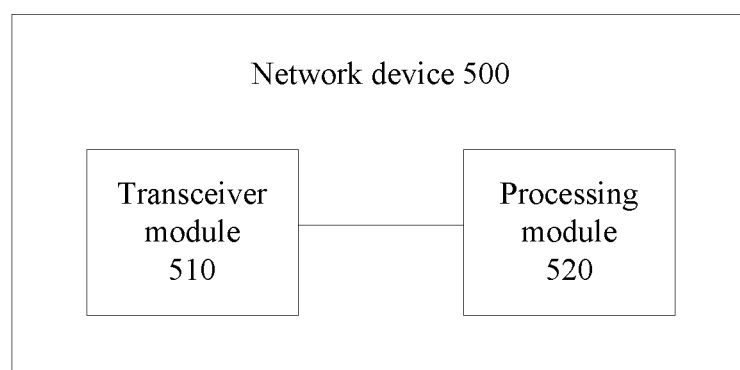 Network device 500
Transceiver
module
510
Processing
module
520